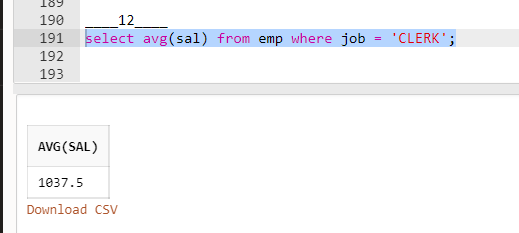 189
190 ____12____
191 select avg(sal) from emp where job = 'CLERK';
192
193
AVG(SAL)
1037.5
Download CSV